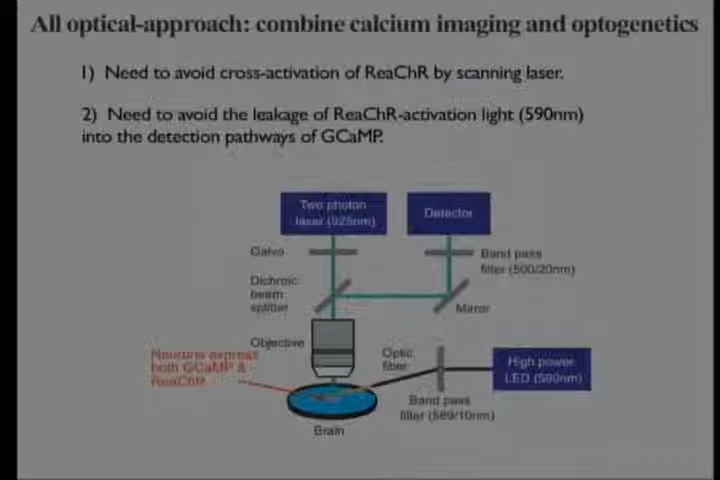 All optical-approach: combine calcium imaging and optogenetics
1) Need to avoid cross-activation of ReaChR by scanning laser.
2) Need to avoid the leakage of ReaChR-activation light (590nm)
into the detection pathways of GCaMP.
Two photon
laser (925nm)
Detector
Galvo
Band pass
filter (500/20nm)
Dichroic
beam
splitter
Mirror
Objective
Neurons express
both GCaMP &
ReaChR
Optic
fiber
High power
LED (590nm)
Band pass
filter (589/10nm)
Brain